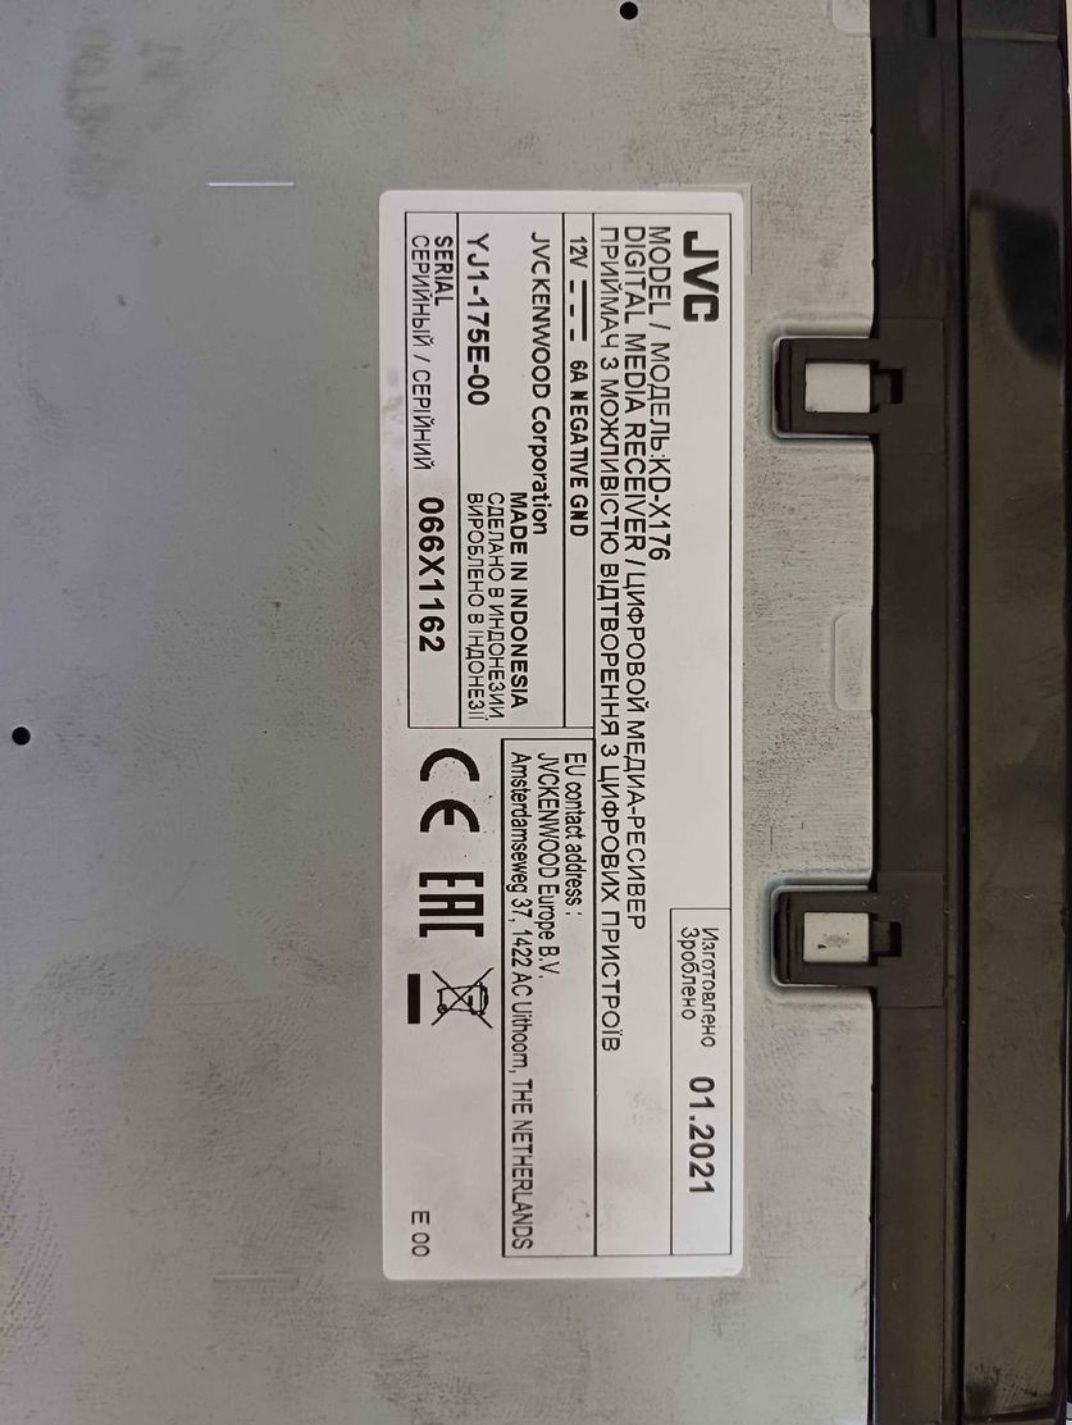 JVC
MODEL / МОДЕЛЬ:KD-X176
DIGITAL MEDIA RECEIVER / ЦИФРОВОЙ МЕДИА-РЕСИВЕР
ПРИЙМАЧ З МОЖЛИВІСТЮ ВІДТВОРЕННЯ З ЦИФРОВИХ ПРИСТРОЇВ
Изготовлено
Зроблено
01.2021
12V 6A NEGATIVE GND
JVCKENWOOD Corporation
YJ1-175E-00
MADE IN INDONESIA
СДЕЛАНО В ИНДОНЕЗИИ
ВИРОБЛЕНО В ІНДОНЕЗІЇ
SERIAL
СЕРИЙНЫЙ / СЕРІЙНИЙ 066X1162
EU contact address :
JVCKENWOOD Europe B.V.
Amsterdamseweg 37, 1422 AC Uithoorn, THE NETHERLANDS
CE EAC
E 00